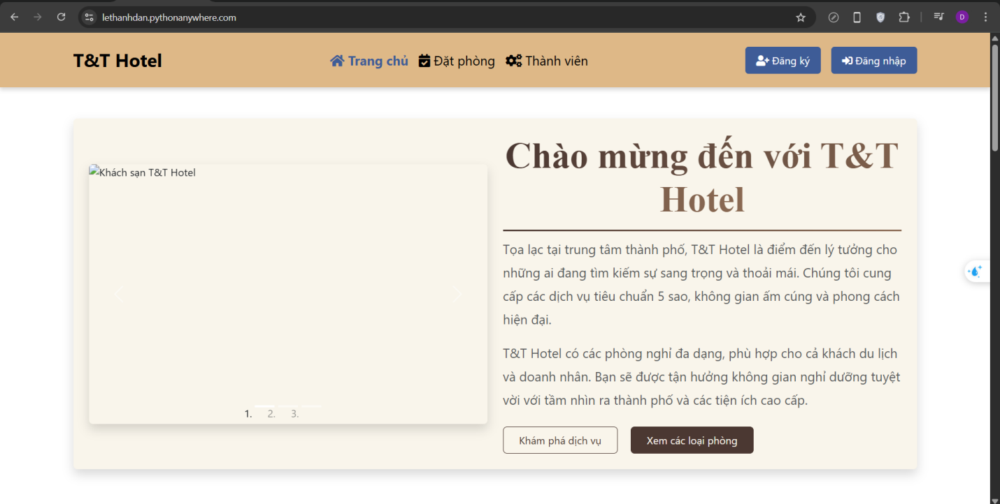 lethanhdan.pythonanywhere.com
D
T&T Hotel
Trang chủ
Đặt phòng
Thành viên
Đăng ký
Đăng nhập
Khách sạn T&T Hotel
1. 2. 3.
Chào mừng đến với T&T
Hotel
Tọa lạc tại trung tâm thành phố, T&T Hotel là điểm đến lý tưởng cho
những ai đang tìm kiếm sự sang trọng và thoải mái. Chúng tôi cung
cấp các dịch vụ tiêu chuẩn 5 sao, không gian ấm cúng và phong cách
hiện đại.
T&T Hotel có các phòng nghỉ đa dạng, phù hợp cho cả khách du lịch
và doanh nhân. Bạn sẽ được tận hưởng không gian nghỉ dưỡng tuyệt
vời với tầm nhìn ra thành phố và các tiện ích cao cấp.
Khám phá dịch vụ
Xem các loại phòng